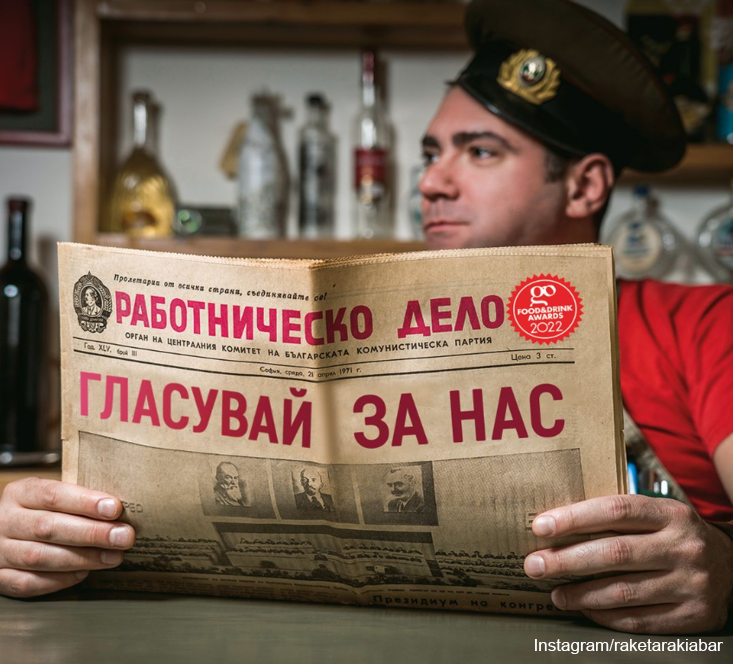 Пролетарии от всички страни, съединявайте се!
РАБОТНИЧЕСКО ДЕЛО
ОРГАН НА ЦЕНТРАЛНИЯ КОМИТЕТ НА БЪЛГАРСКАТА КОМУНИСТИЧЕСКА ПАРТИЯ
go
FOOD&DRINK
AWARDS
2022
Год. XLV, брой III
София, сряда, 21 април 1971 г.
Цена 3 ст.
ГЛАСУВАЙ ЗА НАС
Президиум на конгре
Instagram/raketarakiabar